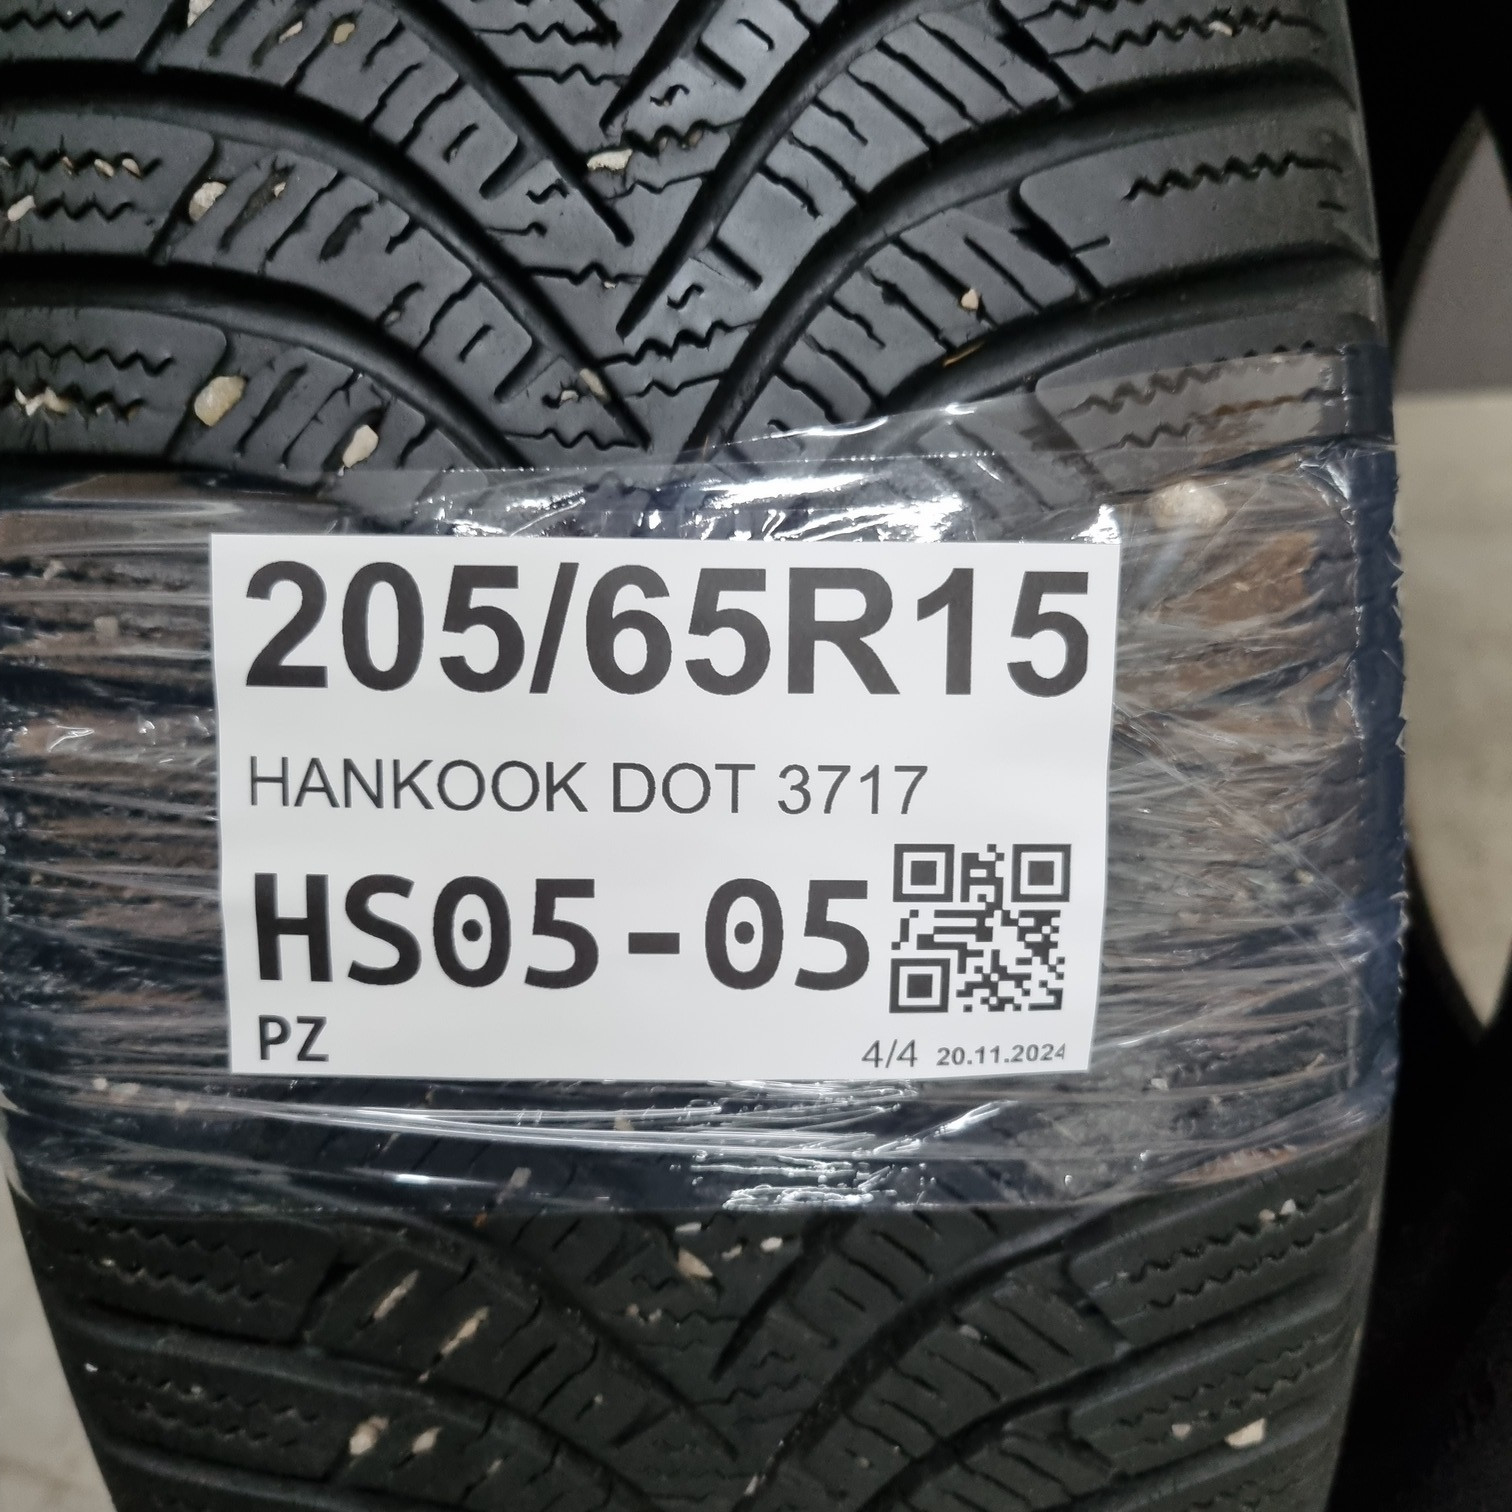 205/65R15
HANKOOK DOT 3717
HS05-05
PZ
4/4 20.11.2024